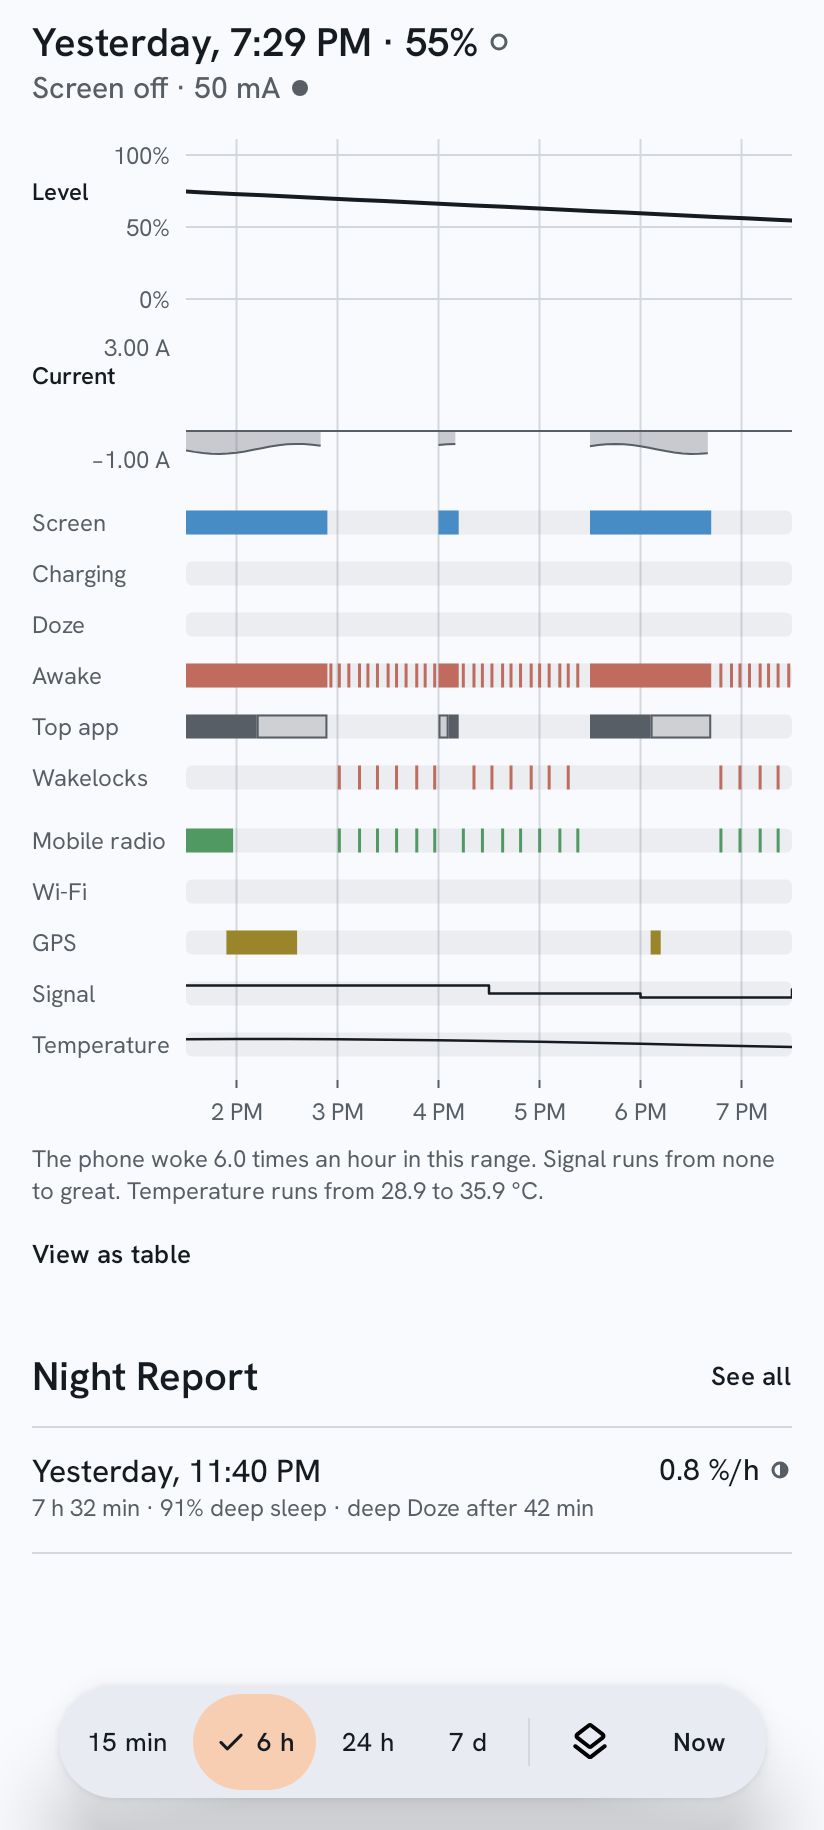 Yesterday, 7:29 PM · 55%
Screen off · 50 mA
100%
Level
50%
0%
3.00 A
Current
−1.00 A
Screen
Charging
Doze
Awake
Top app
Wakelocks
Mobile radio
Wi-Fi
GPS
Signal
Temperature
2 PM 3 PM 4 PM 5 PM 6 PM 7 PM
The phone woke 6.0 times an hour in this range. Signal runs from none
to great. Temperature runs from 28.9 to 35.9 °C.
View as table
Night Report See all
Yesterday, 11:40 PM 0.8 %/h
7 h 32 min · 91% deep sleep · deep Doze after 42 min
15 min 6 h 24 h 7 d Now